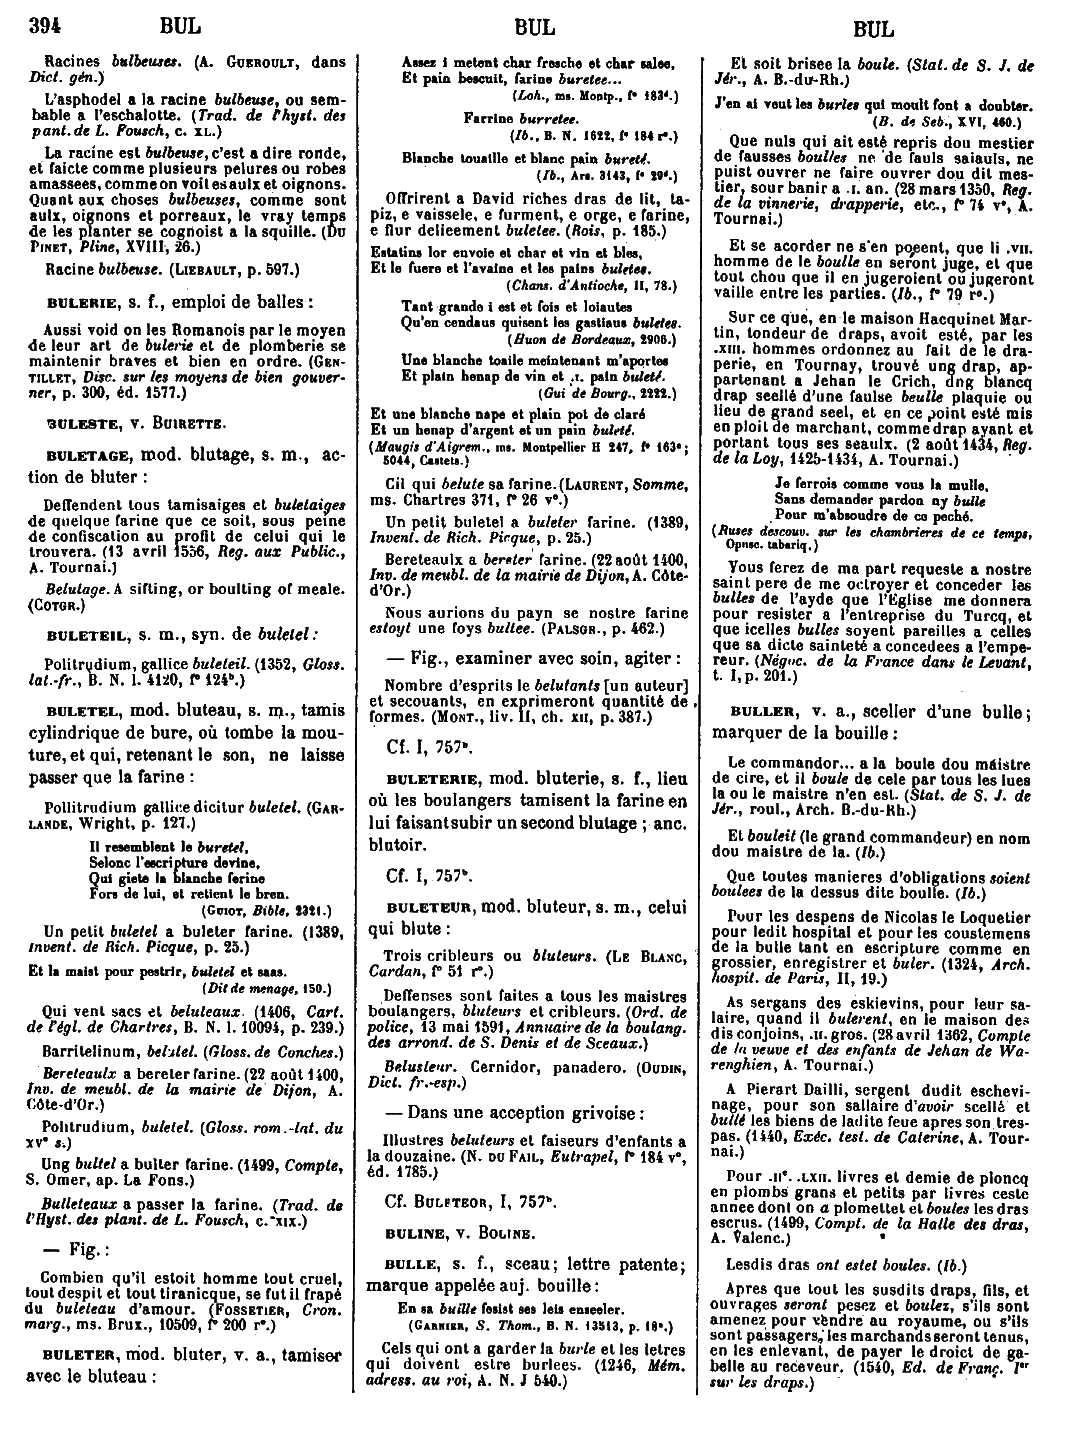 394 BUL BUL BUL
Racines bulbeuses. (A. GUEROULT, dans
Dict. gén.)
L'asphodel a la racine bulbeuse, ou sem-
bable a l'eschalotte. (Trad. de l'hyst. des
pant. de L. Fousch, c. XL.)
La racine est bulbeuse, c'est a dire ronde,
et faicte comme plusieurs pelures ou robes
amassees, comme on voit es aulx et oignons.
Quant aux choses bulbeuses, comme sont
aulx, oignons et porreaux, le vray temps
de les planter se cognoist a la squille. (DU
PINET, Pline, XVIII, 26.)
Racine bulbeuse. (LIEBAULT, p. 597.)
BULERIE, s. f., emploi de balles :
Aussi void on les Romanois par le moyen
de leur art de bulerie et de plomberie se
maintenir braves et bien en ordre. (GEN-
TILLET, Disc. sur les moyens de bien gouver-
ner, p. 300, éd. 1577.)
BULESTE, v. BUIRETTE.
BULETAGE, mod. blutage, s. m., ac-
tion de bluter :
Deffendent tous tamisaiges et buletaiges
de quelque farine que ce soit, sous peine
de confiscation au profit de celui qui le
trouvera. (13 avril 1556, Reg. aux Public.,
A. Tournai.)
Belutage. A sifting, or boulting of meale.
(COTGR.)
BULETEIL, s. m., syn. de buletel :
Politrudium, gallice buleteil. (1352, Gloss.
lat.-fr., B. N. l. 4120, f° 124b.)
BULETEL, mod. bluteau, s. m., tamis
cylindrique de bure, où tombe la mou-
ture, et qui, retenant le son, ne laisse
passer que la farine :
Pollitrudium gallice dicitur buletel. (GAR-
LANDE, Wright, p. 127.)
Il resemblent le buretel,
Selonc l'escripture devine,
Qui giete la blanche ferine
Fors de lui, et retient le bren.
(GUIOT, Bible, 2321.)
Un petit buletel a buleter farine. (1389,
Invent. de Rich. Picque, p. 25.)
Et la maist pour pestrir, buletel et saas.
(Dit de menage, 150.)
Qui vent sacs et beluteaux. (1406, Cart.
de l'égl. de Chartres, B. N. l. 10094, p. 239.)
Barritelinum, belutel. (Gloss. de Conches.)
Bereteaulx a bereter farine. (22 août 1400,
Inv. de meubl. de la mairie de Dijon, A.
Côte-d'Or.)
Politrudium, buletel. (Gloss. rom.-lat. du
XVe s.)
Ung bultel a bulter farine. (1499, Compte,
S. Omer, ap. La Fons.)
Bulleteaux a passer la farine. (Trad. de
l'Hyst. des plant. de L. Fousch, c. XIX.)
— Fig. :
Combien qu'il estoit homme tout cruel,
tout despit et tout tiranicque, se fut il frapé
du buleteau d'amour. (FOSSETIER, Cron.
marg., ms. Brux., 10509, f° 200 r°.)
BULETER, mod. bluter, v. a., tamiser
avec le bluteau :
Assez i metent char fresche et char salee,
Et pain bescuit, farine buretee...
(Loh., ms. Montp., f° 183d.)
Farrine burretee.
(Ib., B. N. 1622, f° 184 r°.)
Blanche touaille et blanc pain bureté.
(Ib., Ars. 3143, f° 29d.)
Offrirent a David riches dras de lit, ta-
piz, e vaissele, e furment, e orge, e farine,
e flur delieement buletee. (Rois, p. 185.)
Estatins lor envoie et char et vin et bles,
Et le fuere et l'avaine et les pains buletes.
(Chans. d'Antioche, II, 78.)
Tant grande i est et fois et loiautes
Qu'en cendaus quisent les gastiaus buletes.
(Huon de Bordeaux, 2906.)
Une blanche toaile meintenant m'aportes
Et plain henap de vin et .I. pain buleté.
(Gui de Bourg., 2222.)
Et une blanche nape et plain pot de claré
Et un henap d'argent et un pain buleté.
(Maugis d'Aigrem., ms. Montpellier H 247, f° 163a;
5044, Castets.)
Cil qui belute sa farine. (LAURENT, Somme,
ms. Chartres 371, f° 26 v°.)
Un petit buletel a buleter farine. (1389,
Invent. de Rich. Pirque, p. 25.)
Bereteaulx a bereter farine. (22 août 1400,
Inv. de meubl. de la mairie de Dijon, A. Côte-
d'Or.)
Nous aurions du payn se nostre farine
estoyt une foys bultee. (PALSGR., p. 462.)
— Fig., examiner avec soin, agiter :
Nombre d'esprits le belutants [un auteur]
et secouants, en exprimeront quantité de
formes. (MONT., liv. II, ch. XII, p. 387.)
Cf. I, 757b.
BULETERIE, mod. bluterie, s. f., lieu
où les boulangers tamisent la farine en
lui faisant subir un second blutage ; anc.
blutoir.
Cf. I, 757b.
BULETEUR, mod. bluteur, s. m., celui
qui blute :
Trois cribleurs ou bluteurs. (LE BLANC,
Cardan, f° 51 r°.)
Deffenses sont faites a tous les maistres
boulangers, bluteurs et cribleurs. (Ord. de
police, 13 mai 1591, Annuaire de la boulang.
des arrond. de S. Denis et de Sceaux.)
Beluteur. Cernidor, panadero. (OUDIN,
Dict. fr.-esp.)
— Dans une acception grivoise :
Illustres beluteurs et faiseurs d'enfants a
la douzaine. (N. DU FAIL, Eutrapel, f° 184 v°,
éd. 1785.)
Cf. BULETEOR, I, 757b.
BULINE, v. BOLINE.
BULLE, s. f., sceau ; lettre patente ;
marque appelée auj. bouille :
En sa buille fesist ses leis enseeler.
(GARNIER, S. Thom., B. N. 13513, p. 18a.)
Cels qui ont a garder la burle et les letres
qui doivent estre burlees. (1246, Mém.
adress. au roi, A. N. J 540.)
Et soit brisee la boule. (Stat. de S. J. de
Jér., A. B.-du-Rh.)
J'en ai veut les burles qui moult font a doubter.
(B. de Seb., XVI, 460.)
Que nuls qui ait esté repris dou mestier
de fausses boulles ne de fauls saiauls, ne
puist ouvrer ne faire ouvrer dou dit mes-
tier, sour banir a .I. an. (28 mars 1350, Reg.
de la vinnerie, drapperie, etc., f° 74 v°, A.
Tournai.)
Et se acorder ne s'en poyent, que li .VII.
homme de le boulle en seront juge, et que
tout chou que il en jugeroient ou jugeront
vaille entre les parties. (Ib., f° 79 r°.)
Sur ce que, en le maison Hacquinet Mar-
tin, tondeur de draps, avoit esté, par les
.XIII. hommes ordonnez au fait de le dra-
perie, en Tournay, trouvé ung drap, ap-
partenant a Jehan le Crich, ung blancq
drap seellé d'une faulse beulle plaquie ou
lieu de grand seel, et en ce point esté mis
en ploit de marchant, comme drap ayant et
portant tous ses seaulx. (2 août 1434, Reg.
de la Loy, 1425-1434, A. Tournai.)
Je ferrois comme vous la mulle,
Sans demander pardon ny bulle
Pour m'absoudre de ce peché.
(Ruses descouv. sur les chambrieres de ce temps,
Opusc. tabariq.)
Vous ferez de ma part requeste a nostre
saint pere de me octroyer et conceder les
bulles de l'ayde que l'Eglise me donnera
pour resister a l'entreprise du Turcq, et
que icelles bulles soyent pareilles a celles
que sa dicte sainteté a concedees a l'empe-
reur. (Négoc. de la France dans le Levant,
t. I, p. 201.)
BULLER, v. a., sceller d'une bulle ;
marquer de la bouille :
Le commandor... a la boule dou maistre
de cire, et il boule de cele par tous les lues
la ou le maistre n'en est. (Stat. de S. J. de
Jér., roul., Arch. B.-du-Rh.)
Et bouleit (le grand commandeur) en nom
dou maistre de la. (Ib.)
Que toutes manieres d'obligations soient
boulees de la dessus dite boulle. (Ib.)
Pour les despens de Nicolas le Loquetier
pour ledit hospital et pour les coustemens
de la bulle tant en escripture comme en
grossier, enregistrer et buler. (1324, Arch.
hospit. de Paris, II, 19.)
As sergans des eskievins, pour leur sa-
laire, quand il bulerent, en le maison des
dis conjoins, .II. gros. (28 avril 1362, Compte
de la veuve et des enfants de Jehan de Wa-
renghien, A. Tournai.)
A Pierart Dailli, sergent dudit eschevi-
nage, pour son sallaire d'avoir scellé et
bullé les biens de ladite feue apres son tres-
pas. (1440, Exéc. test. de Caterine, A. Tour-
nai.)
Pour .IIc. .LXII. livres et demie de ploncq
en plombs grans et petits par livres ceste
annee dont on a plomettet et boules les dras
escrus. (1499, Compt. de la Halle des dras,
A. Valenc.)
Lesdis dras ont estet boules. (Ib.)
Apres que tout les susdits draps, fils, et
ouvrages seront pesez et boulez, s'ils sont
amenez pour vendre au royaume, ou s'ils
sont passagers, les marchands seront tenus,
en les enlevant, de payer le droict de ga-
belle au receveur. (1540, Ed. de Franç. Ier
sur les draps.)